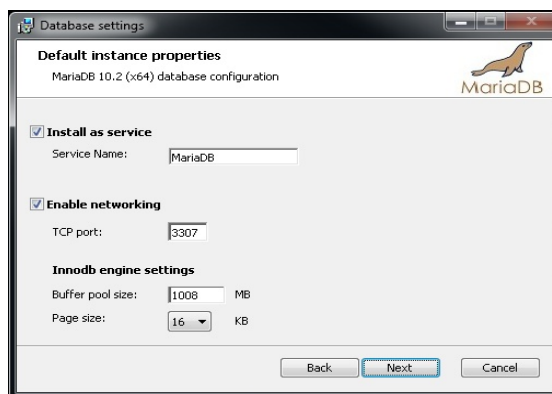 Database settings
Default instance properties
MariaDB 10.2 (x64) database configuration
MariaDB
Install as service
Service Name: MariaDB
Enable networking
TCP port: 3307
Innodb engine settings
Buffer pool size: 1008 MB
Page size: 16 KB
Back Next Cancel